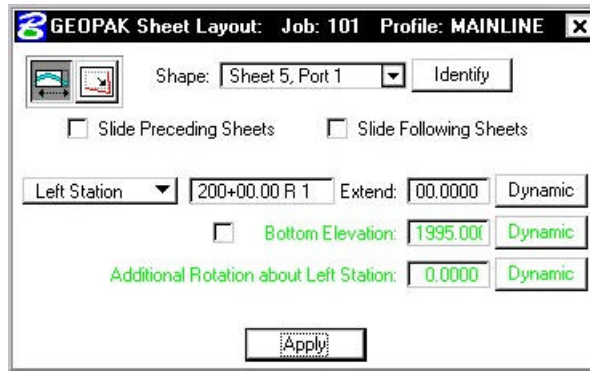 GEOPAK Sheet Layout: Job: 101 Profile: MAINLINE
Shape: Sheet 5, Port 1 Identify
Slide Preceding Sheets Slide Following Sheets
Left Station 200+00.00 R 1 Extend: 00.0000 Dynamic
Bottom Elevation: 1995.00( Dynamic
Additional Rotation about Left Station: 0.0000 Dynamic
Apply